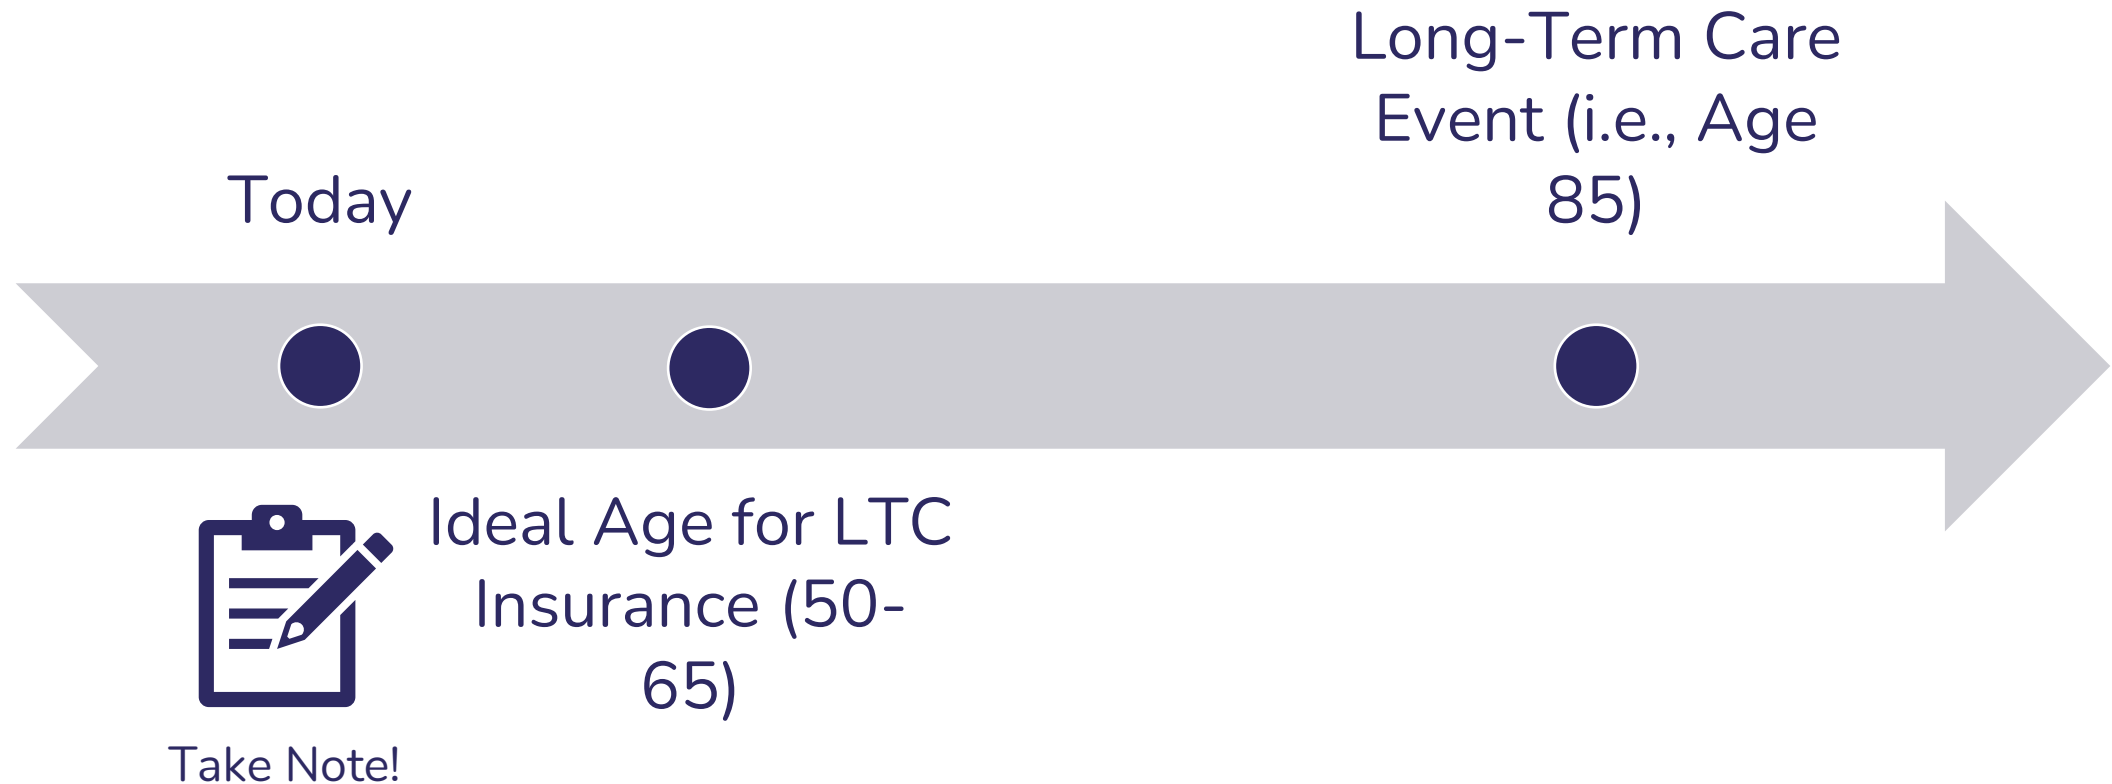 Today
Long-Term Care
Event (i.e., Age
85)
Ideal Age for LTC
Insurance (50-
65)
Take Note!